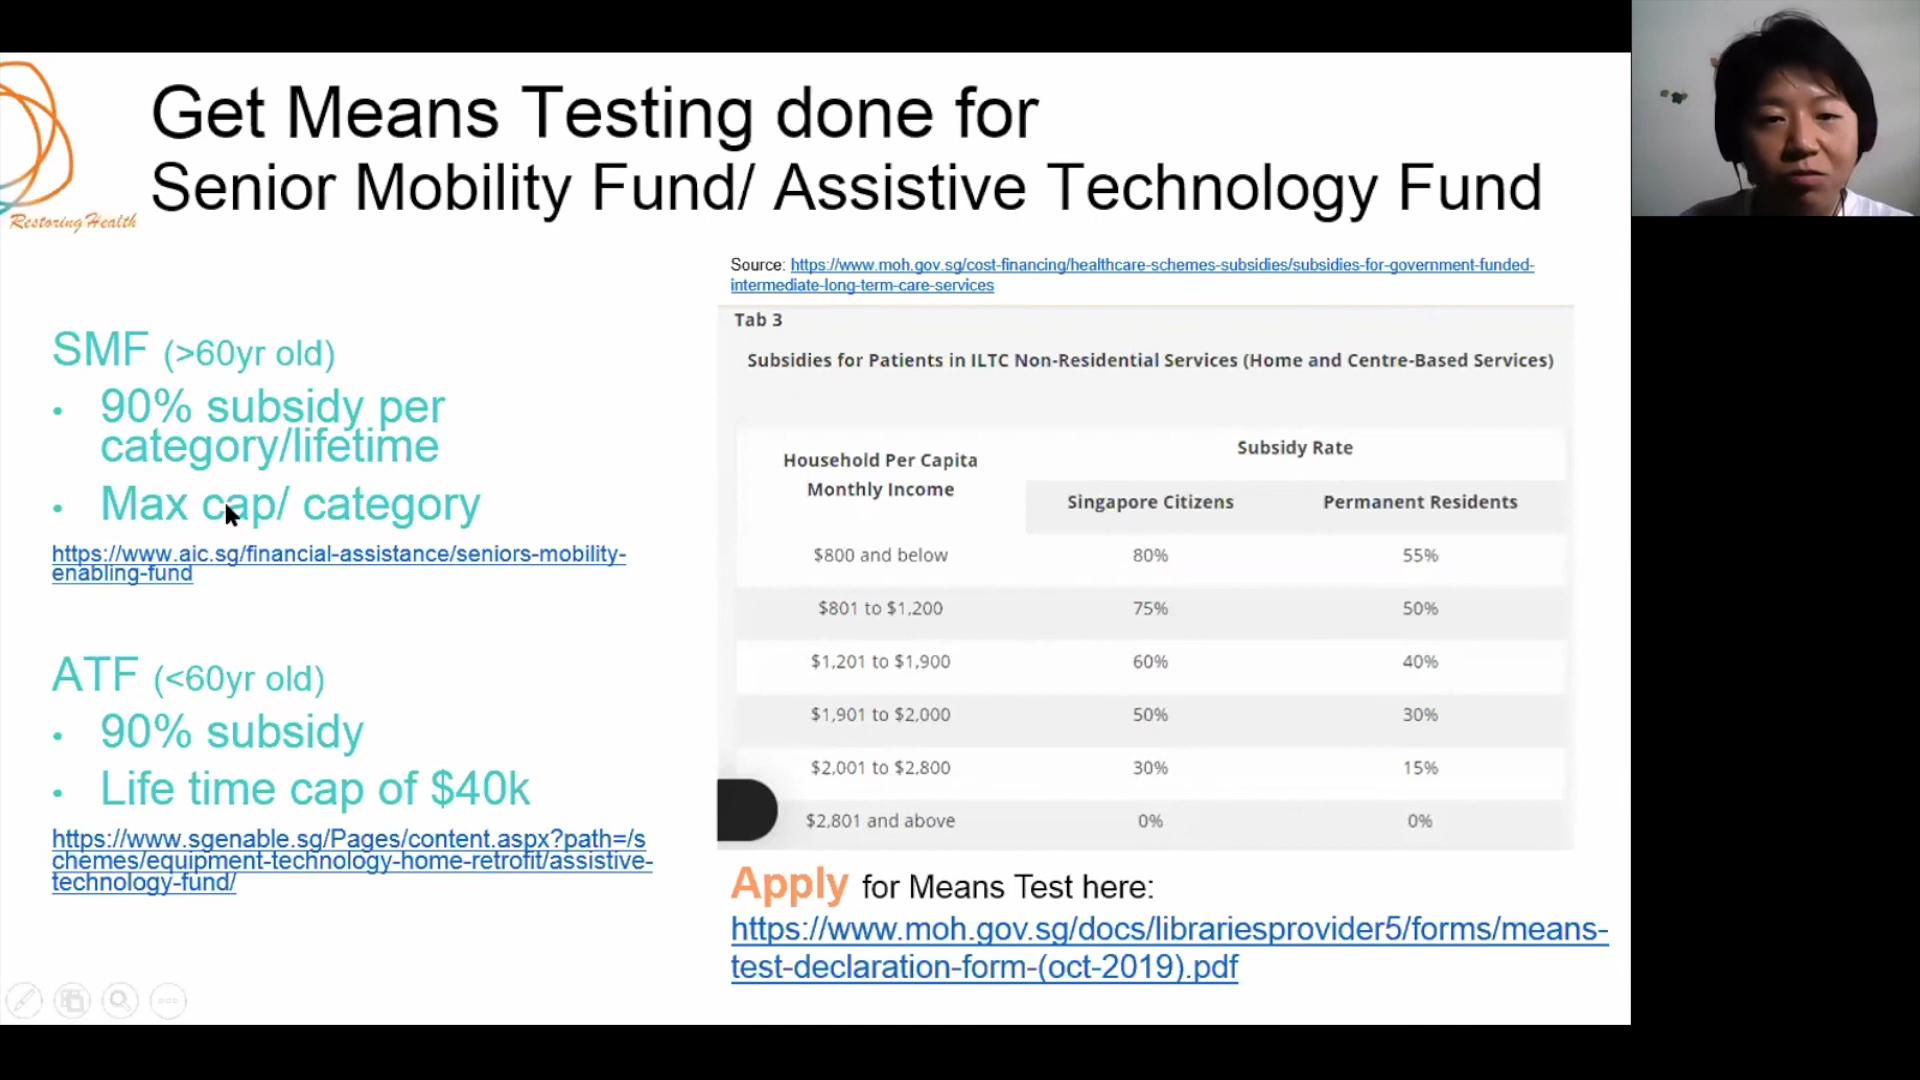 Get Means Testing done for
Senior Mobility Fund/ Assistive Technology Fund
Restoring Health
SMF (>60yr old)
• 90% subsidy per
category/lifetime
• Max cap/ category
https://www.aic.sg/financial-assistance/seniors-mobility-
enabling-fund
ATF (<60yr old)
• 90% subsidy
• Life time cap of $40k
https://www.sgenable.sg/Pages/content.aspx?path=/s
chemes/equipment-technology-home-retrofit/assistive-
technology-fund/
Source: https://www.moh.gov.sg/cost-financing/healthcare-schemes-subsidies/subsidies-for-government-funded-
intermediate-long-term-care-services
Tab 3
Subsidies for Patients in ILTC Non-Residential Services (Home and Centre-Based Services)
Household Per Capita
Monthly Income
Subsidy Rate
Singapore Citizens Permanent Residents
$800 and below 80% 55%
$801 to $1,200 75% 50%
$1,201 to $1,900 60% 40%
$1,901 to $2,000 50% 30%
$2,001 to $2,800 30% 15%
$2,801 and above 0% 0%
Apply for Means Test here:
https://www.moh.gov.sg/docs/librariesprovider5/forms/means-
test-declaration-form-(oct-2019).pdf